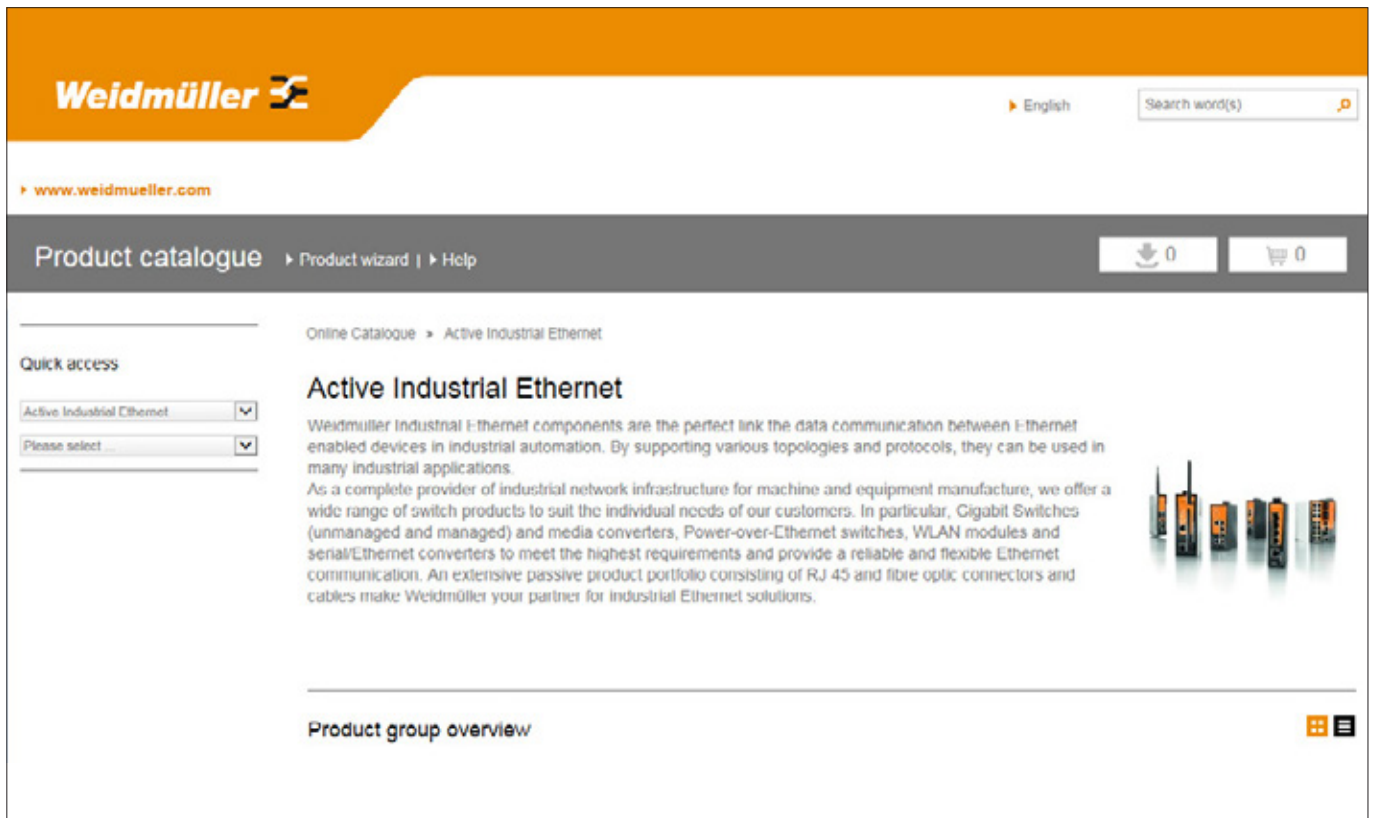 Weidmüller
English
Search word(s)
www.weidmueller.com
Product catalogue Product wizard | Help
0 0
Online Catalogue » Active Industrial Ethernet
Quick access
Active Industrial Ethernet
Please select ...
Active Industrial Ethernet
Weidmuller Industrial Ethernet components are the perfect link the data communication between Ethernet
enabled devices in industrial automation. By supporting various topologies and protocols, they can be used in
many industrial applications.
As a complete provider of industrial network infrastructure for machine and equipment manufacture, we offer a
wide range of switch products to suit the individual needs of our customers. In particular, Gigabit Switches
(unmanaged and managed) and media converters, Power-over-Ethernet switches, WLAN modules and
serial/Ethernet converters to meet the highest requirements and provide a reliable and flexible Ethernet
communication. An extensive passive product portfolio consisting of RJ 45 and fibre optic connectors and
cables make Weidmüller your partner for industrial Ethernet solutions.
Product group overview